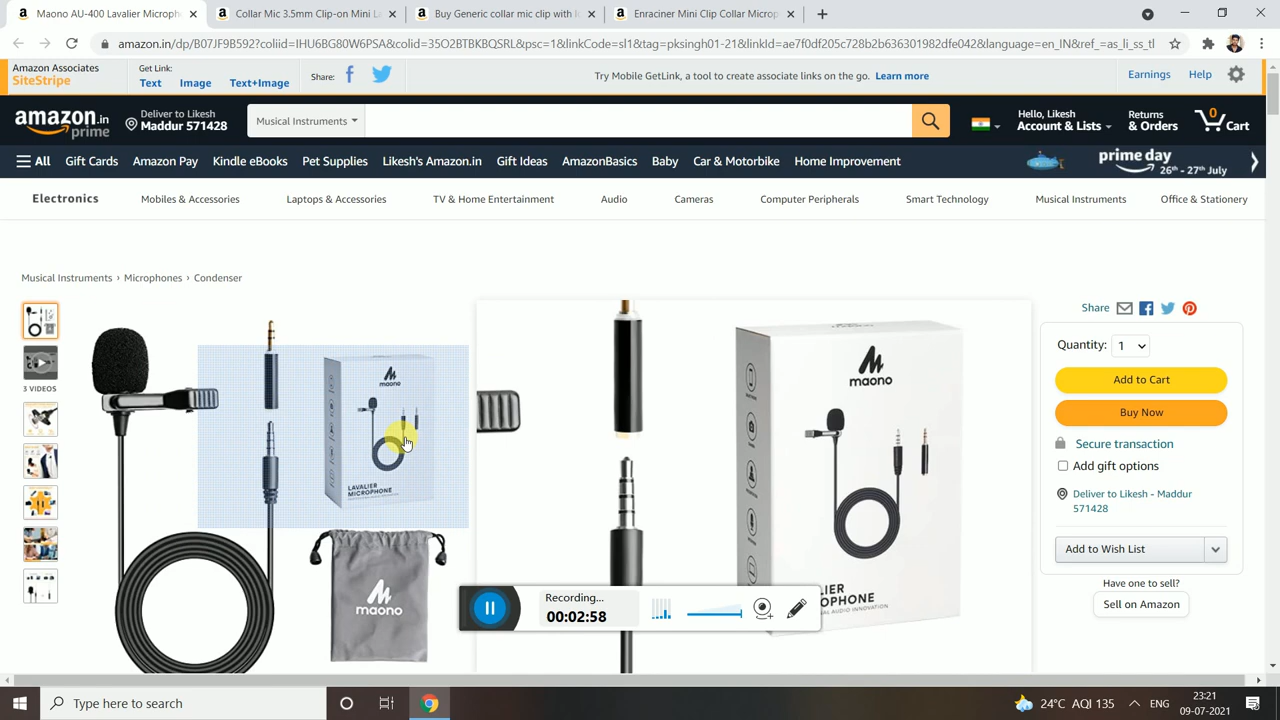 Maono AU-400 Lavalier Microph
Collar Mic 3.5mm Clip-on Mini La
Buy Generic collar mic clip with
Enraciner Mini Clip Collar Microp
amazon.in/dp/B07JF9B592?coliid=IHU6BG80W6PSA&colid=35O2BTBKBQSRL&psc=1&linkCode=sl1&tag=pksingh01-21&linkId=ae7f0df205c728b2b636301982dfe042&language=en_IN&ref_=as_li_ss_tl
Amazon Associates
SiteStripe
Get Link:
Text Image Text+Image
Share:
Try Mobile GetLink, a tool to create associate links on the go. Learn more
Earnings Help
amazon.in
prime
Deliver to Likesh
Maddur 571428
Musical Instruments
Hello, Likesh
Account & Lists
Returns
& Orders
0
Cart
All Gift Cards Amazon Pay Kindle eBooks Pet Supplies Likesh's Amazon.in Gift Ideas AmazonBasics Baby Car & Motorbike Home Improvement
prime day
26th - 27th July
Electronics Mobiles & Accessories Laptops & Accessories TV & Home Entertainment Audio Cameras Computer Peripherals Smart Technology Musical Instruments Office & Stationery
Musical Instruments › Microphones › Condenser
3 VIDEOS
maono
LAVALIER
MICROPHONE
maono
maono
LIER
PHONE
Share
Quantity: 1
Add to Cart
Buy Now
Secure transaction
Add gift options
Deliver to Likesh - Maddur
571428
Add to Wish List
Have one to sell?
Sell on Amazon
Recording...
00:02:58
Type here to search
24°C AQI 135
ENG
23:21
09-07-2021